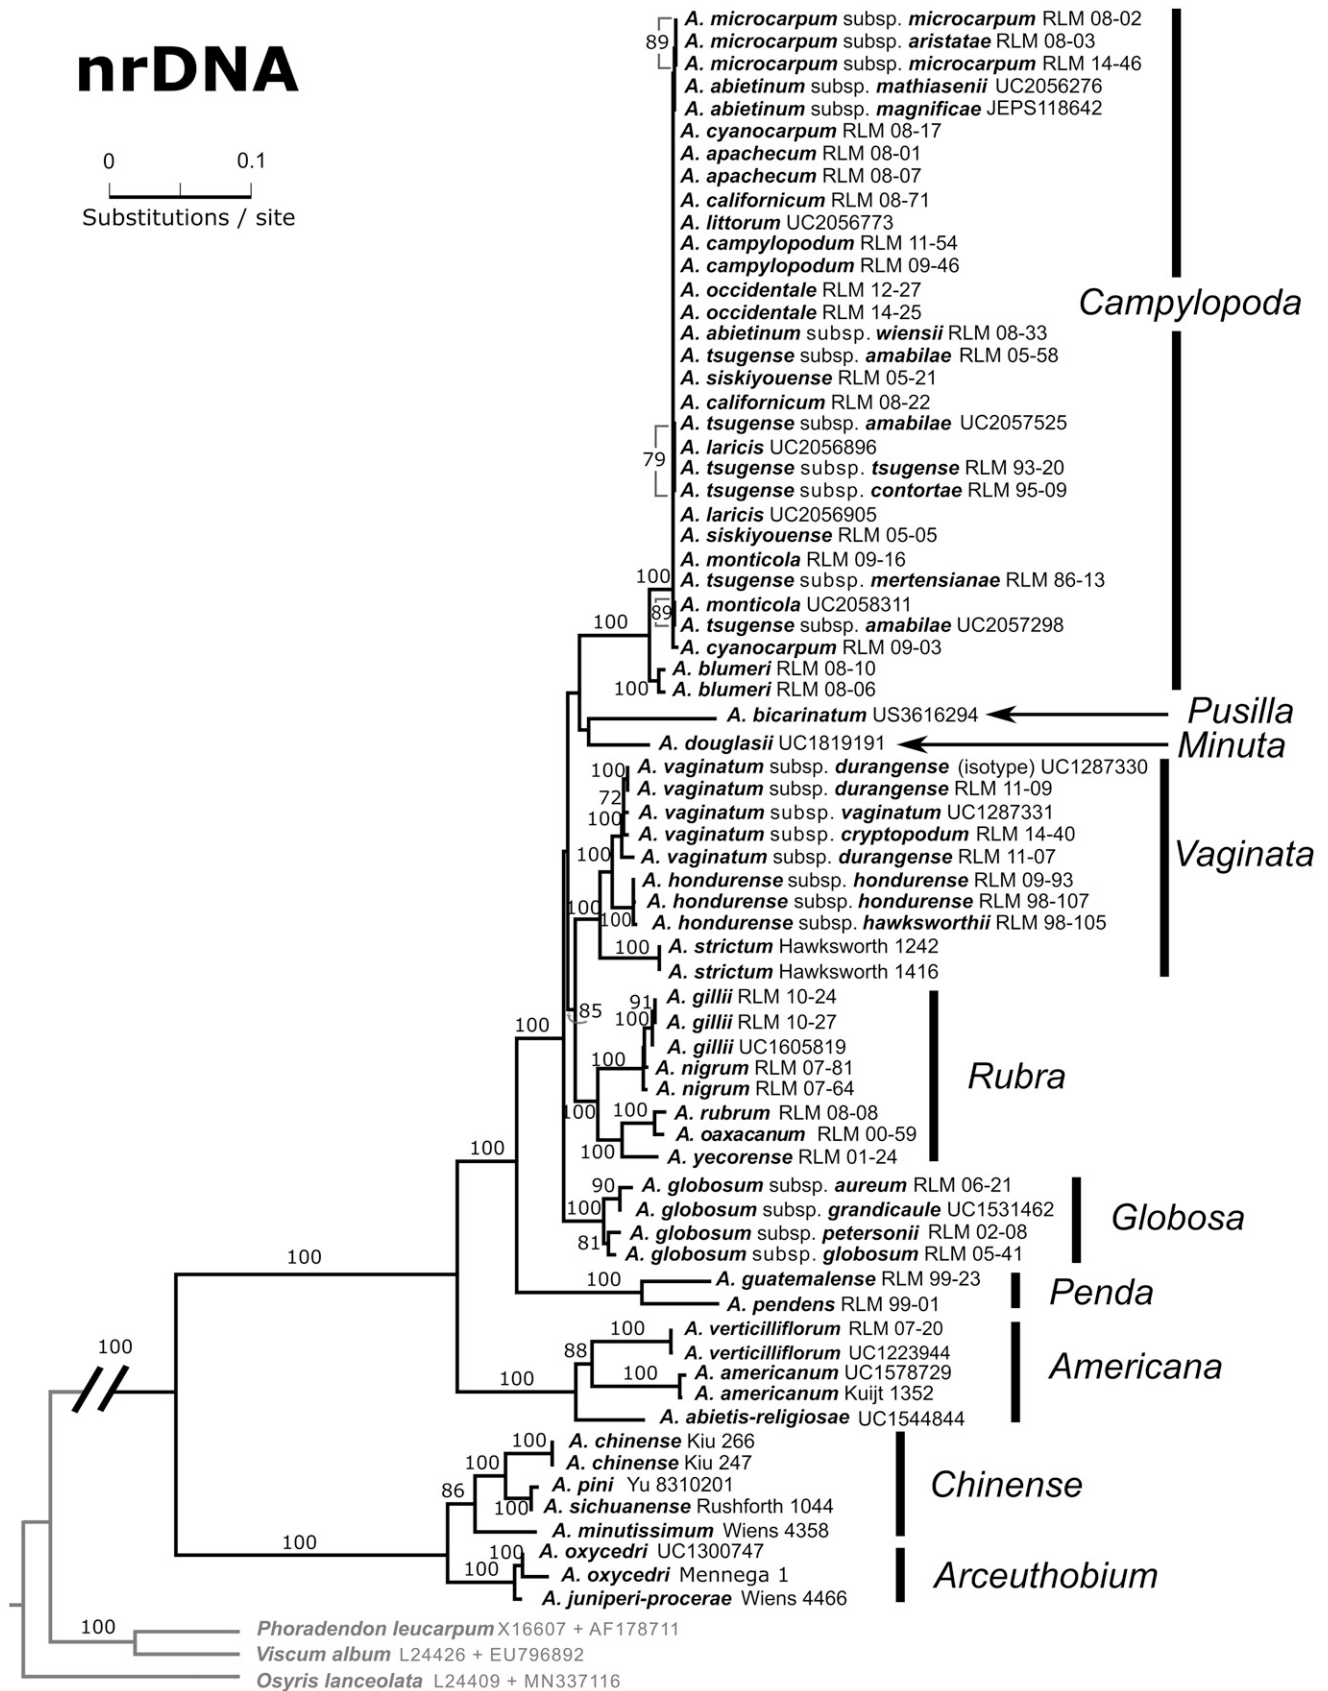 nrDNA
0 0.1
Substitutions / site
A. microcarpum subsp. microcarpum RLM 08-02
89
A. microcarpum subsp. aristatae RLM 08-03
A. microcarpum subsp. microcarpum RLM 14-46
A. abietinum subsp. mathiasenii UC2056276
A. abietinum subsp. magnificae JEPS118642
A. cyanocarpum RLM 08-17
A. apachecum RLM 08-01
A. apachecum RLM 08-07
A. californicum RLM 08-71
A. littorum UC2056773
A. campylopodum RLM 11-54
A. campylopodum RLM 09-46
A. occidentale RLM 12-27
Campylopoda
A. occidentale RLM 14-25
A. abietinum subsp. wiensii RLM 08-33
A. tsugense subsp. amabilae RLM 05-58
A. siskiyouense RLM 05-21
A. californicum RLM 08-22
A. tsugense subsp. amabilae UC2057525
A. laricis UC2056896
79
A. tsugense subsp. tsugense RLM 93-20
A. tsugense subsp. contortae RLM 95-09
A. laricis UC2056905
A. siskiyouense RLM 05-05
A. monticola RLM 09-16
100
A. tsugense subsp. mertensianae RLM 86-13
A. monticola UC2058311
89
100
A. tsugense subsp. amabilae UC2057298
A. cyanocarpum RLM 09-03
A. blumeri RLM 08-10
100
A. blumeri RLM 08-06
A. bicarinatum US3616294
Pusilla
A. douglasii UC1819191
Minuta
100
A. vaginatum subsp. durangense (isotype) UC1287330
A. vaginatum subsp. durangense RLM 11-09
72
A. vaginatum subsp. vaginatum UC1287331
100
A. vaginatum subsp. cryptopodum RLM 14-40
Vaginata
100
A. vaginatum subsp. durangense RLM 11-07
A. hondurense subsp. hondurense RLM 09-93
A. hondurense subsp. hondurense RLM 98-107
100
100
A. hondurense subsp. hawksworthii RLM 98-105
100
A. strictum Hawksworth 1242
A. strictum Hawksworth 1416
91
A. gillii RLM 10-24
85
100
A. gillii RLM 10-27
100
A. gillii UC1605819
100
A. nigrum RLM 07-81
Rubra
A. nigrum RLM 07-64
100
100
A. rubrum RLM 08-08
A. oaxacanum RLM 00-59
100
A. yecorense RLM 01-24
100
90
A. globosum subsp. aureum RLM 06-21
100
A. globosum subsp. grandicaule UC1531462
Globosa
A. globosum subsp. petersonii RLM 02-08
81
A. globosum subsp. globosum RLM 05-41
100
100
A. guatemalense RLM 99-23
Penda
A. pendens RLM 99-01
100
A. verticilliflorum RLM 07-20
100
88
A. verticilliflorum UC1223944
Americana
100
A. americanum UC1578729
100
A. americanum Kuijt 1352
A. abietis-religiosae UC1544844
100
A. chinense Kiu 266
100
A. chinense Kiu 247
86
A. pini Yu 8310201
Chinense
100
A. sichuanense Rushforth 1044
A. minutissimum Wiens 4358
100
100
A. oxycedri UC1300747
100
A. oxycedri Mennega 1
Arceuthobium
A. juniperi-procerae Wiens 4466
100
Phoradendon leucarpum X16607 + AF178711
Viscum album L24426 + EU796892
Osyris lanceolata L24409 + MN337116